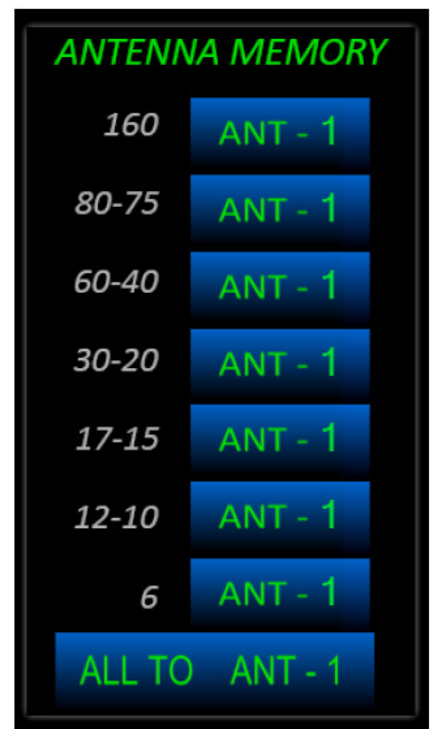 ANTENNA MEMORY
160 ANT - 1
80-75 ANT - 1
60-40 ANT - 1
30-20 ANT - 1
17-15 ANT - 1
12-10 ANT - 1
6 ANT - 1
ALL TO ANT - 1